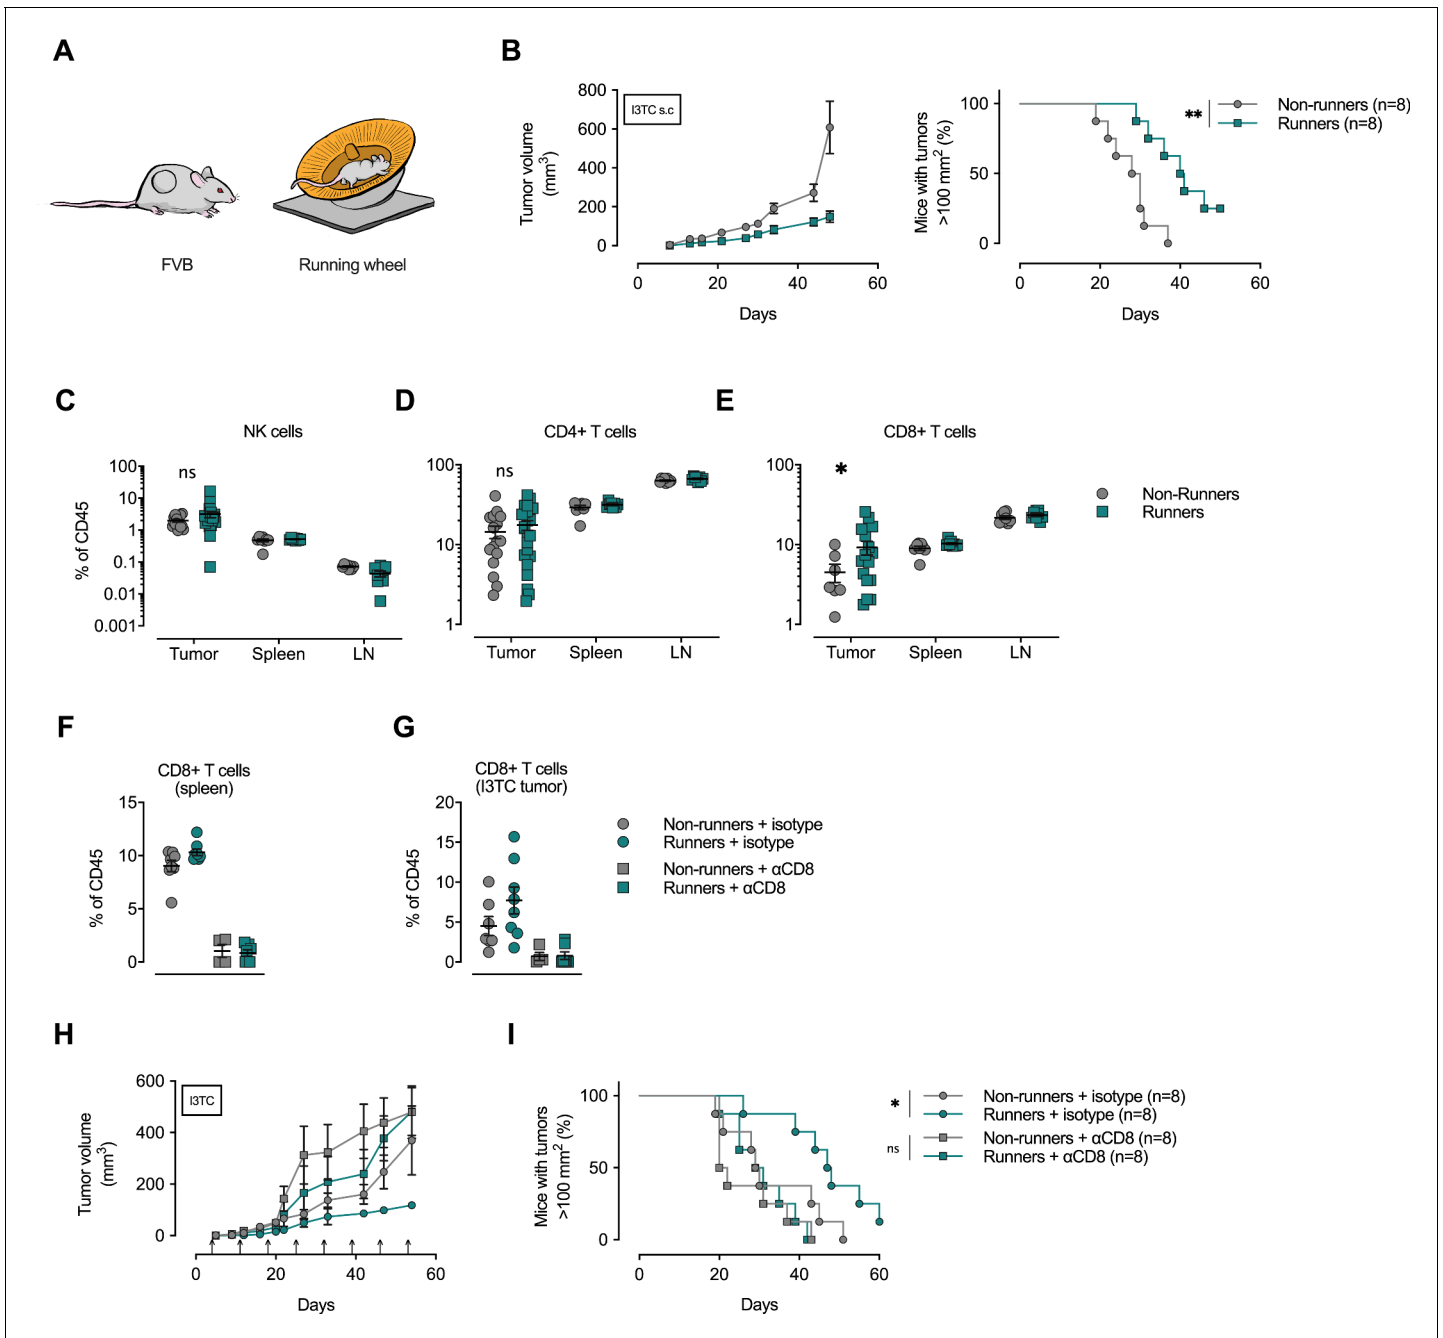 A
FVB
Running wheel
B
I3TC s.c
Tumor volume
(mm3)
800
600
400
200
0
0 20 40 60
Days
Mice with tumors
>100 mm2 (%)
100
50
0
0 20 40 60
Days
**
Non-runners (n=8)
Runners (n=8)
C
NK cells
% of CD45
100
10
1
0.1
0.01
0.001
ns
Tumor Spleen LN
D
CD4+ T cells
100
10
1
ns
Tumor Spleen LN
E
CD8+ T cells
100
10
1
*
Tumor Spleen LN
Non-Runners
Runners
F
CD8+ T cells
(spleen)
% of CD45
15
10
5
0
G
CD8+ T cells
(I3TC tumor)
% of CD45
20
15
10
5
0
Non-runners + isotype
Runners + isotype
Non-runners + αCD8
Runners + αCD8
H
I3TC
Tumor volume
(mm3)
600
400
200
0
0 20 40 60
Days
I
Mice with tumors
>100 mm2 (%)
100
50
0
0 20 40 60
Days
*
Non-runners + isotype (n=8)
Runners + isotype (n=8)
ns
Non-runners + αCD8 (n=8)
Runners + αCD8 (n=8)